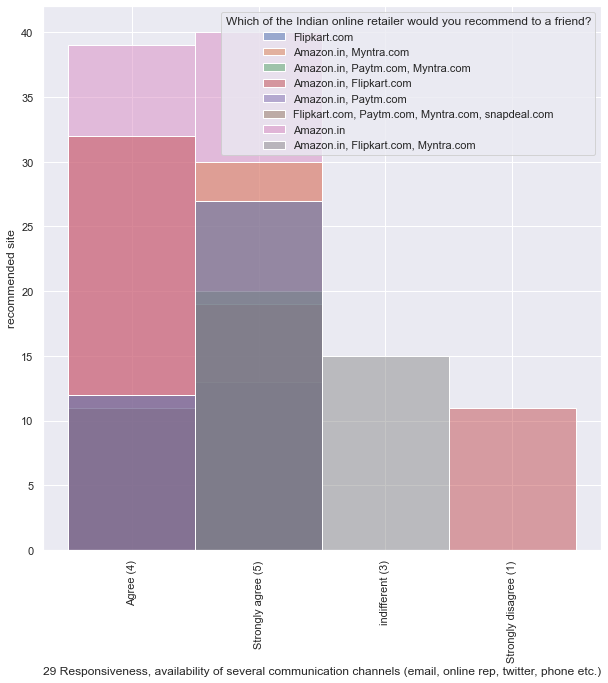 Which of the Indian online retailer would you recommend to a friend?
Flipkart.com
Amazon.in, Myntra.com
Amazon.in, Paytm.com, Myntra.com
Amazon.in, Flipkart.com
Amazon.in, Paytm.com
Flipkart.com, Paytm.com, Myntra.com, snapdeal.com
Amazon.in
Amazon.in, Flipkart.com, Myntra.com
40
35
30
25
20
15
10
5
0
recommended site
Agree (4)
Strongly agree (5)
indifferent (3)
Strongly disagree (1)
29 Responsiveness, availability of several communication channels (email, online rep, twitter, phone etc.)